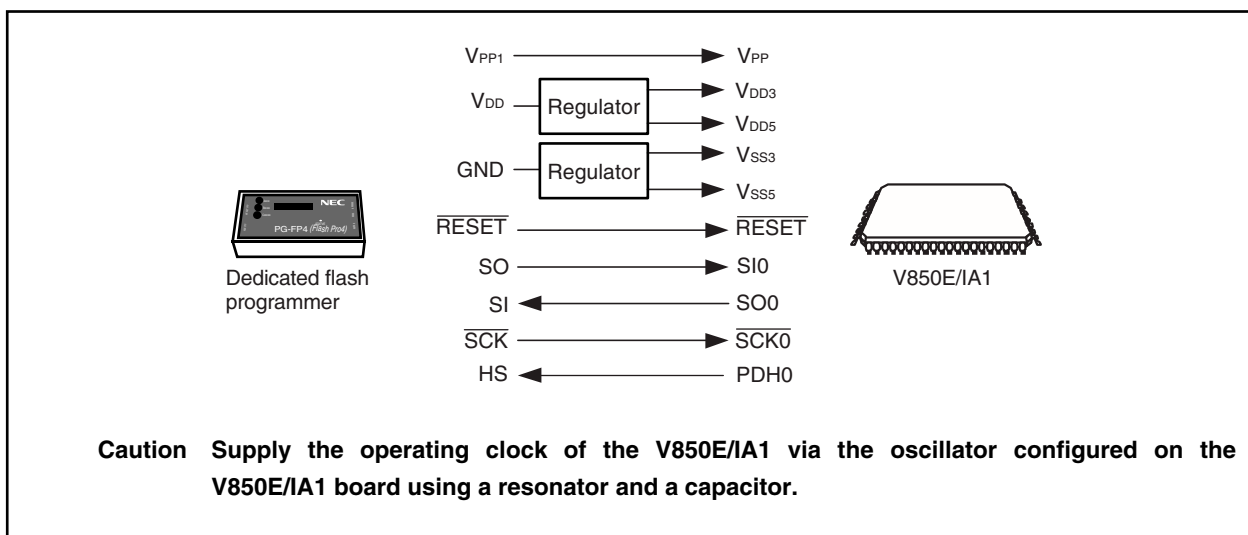 VPP1 VPP
VDD Regulator VDD3
VDD5
GND Regulator VSS3
VSS5
NEC
PG-FP4 (Flash Pro4)
RESET RESET
SO SI0
SI SO0
SCK SCK0
HS PDH0
Dedicated flash
programmer
V850E/IA1
Caution Supply the operating clock of the V850E/IA1 via the oscillator configured on the
V850E/IA1 board using a resonator and a capacitor.